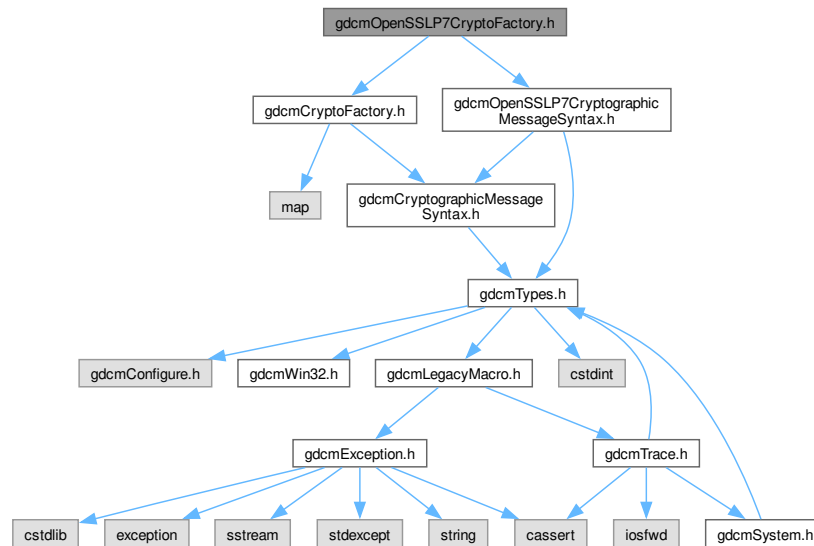 gdcmOpenSSLP7CryptoFactory.h
gdcmCryptoFactory.h
gdcmOpenSSLP7Cryptographic
MessageSyntax.h
map
gdcmCryptographicMessage
Syntax.h
gdcmTypes.h
gdcmConfigure.h
gdcmWin32.h
gdcmLegacyMacro.h
cstdint
gdcmException.h
gdcmTrace.h
cstdlib
exception
sstream
stdexcept
string
cassert
iosfwd
gdcmSystem.h